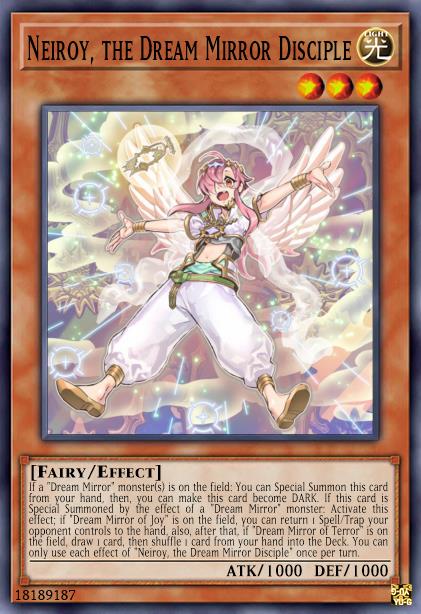 Neiroy, the Dream Mirror Disciple
LIGHT
光
[Fairy/Effect]
If a "Dream Mirror" monster(s) is on the field: You can Special Summon this card
from your hand, then, you can make this card become DARK. If this card is
Special Summoned by the effect of a "Dream Mirror" monster: Activate this
effect; if "Dream Mirror of Joy" is on the field, you can return 1 Spell/Trap your
opponent controls to the hand, also, after that, if "Dream Mirror of Terror" is on
the field, draw 1 card, then shuffle 1 card from your hand into the Deck. You can
only use each effect of "Neiroy, the Dream Mirror Disciple" once per turn.
ATK/1000 DEF/1000
18189187